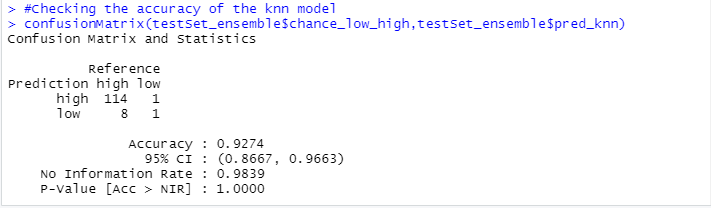 > #Checking the accuracy of the knn model
> confusionMatrix(testSet_ensemble$chance_low_high,testSet_ensemble$pred_knn)
Confusion Matrix and Statistics

          Reference
Prediction high low
      high  114   1
      low     8   1

               Accuracy : 0.9274
                 95% CI : (0.8667, 0.9663)
    No Information Rate : 0.9839
    P-Value [Acc > NIR] : 1.0000